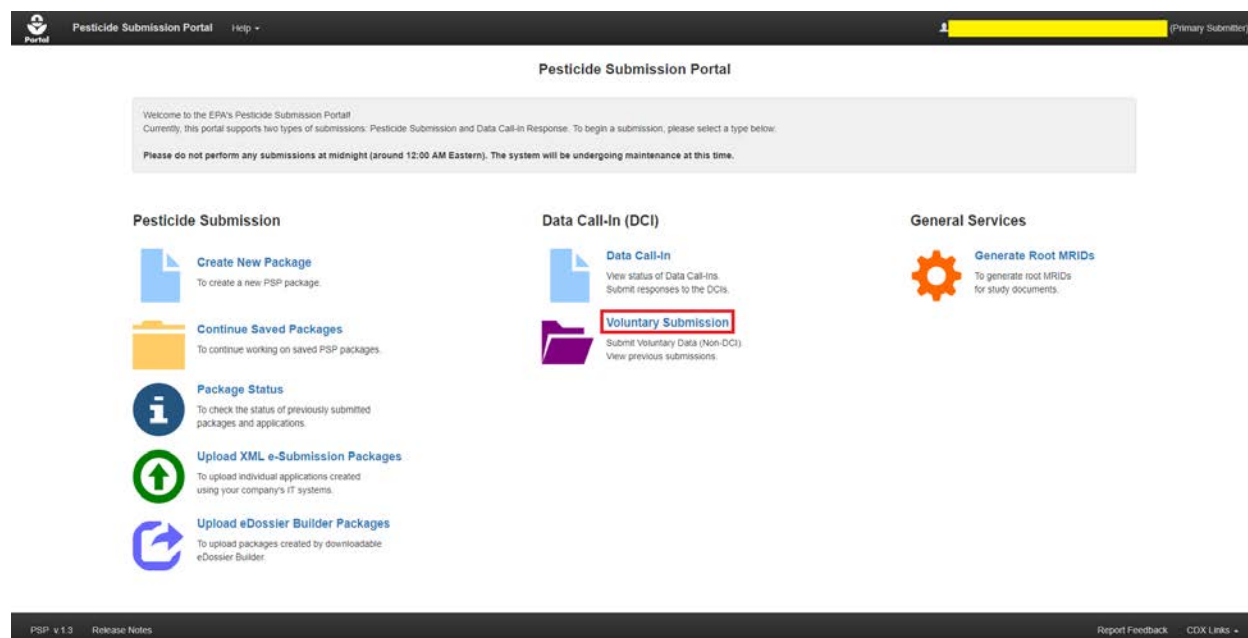 Portal
Pesticide Submission Portal Help
(Primary Submitter)
Pesticide Submission Portal
Welcome to the EPA's Pesticide Submission Portal!
Currently, this portal supports two types of submissions: Pesticide Submission and Data Call-In Response. To begin a submission, please select a type below.
Please do not perform any submissions at midnight (around 12:00 AM Eastern). The system will be undergoing maintenance at this time.
Pesticide Submission
Create New Package
To create a new PSP package.
Continue Saved Packages
To continue working on saved PSP packages.
Package Status
To check the status of previously submitted
packages and applications.
Upload XML e-Submission Packages
To upload individual applications created
using your company's IT systems.
Upload eDossier Builder Packages
To upload packages created by downloadable
eDossier Builder.
Data Call-In (DCI)
Data Call-In
View status of Data Call-Ins.
Submit responses to the DCIs.
Voluntary Submission
Submit Voluntary Data (Non-DCI)
View previous submissions.
General Services
Generate Root MRIDs
To generate root MRIDs
for study documents.
PSP v.1.3 Release Notes
Report Feedback CDX Links